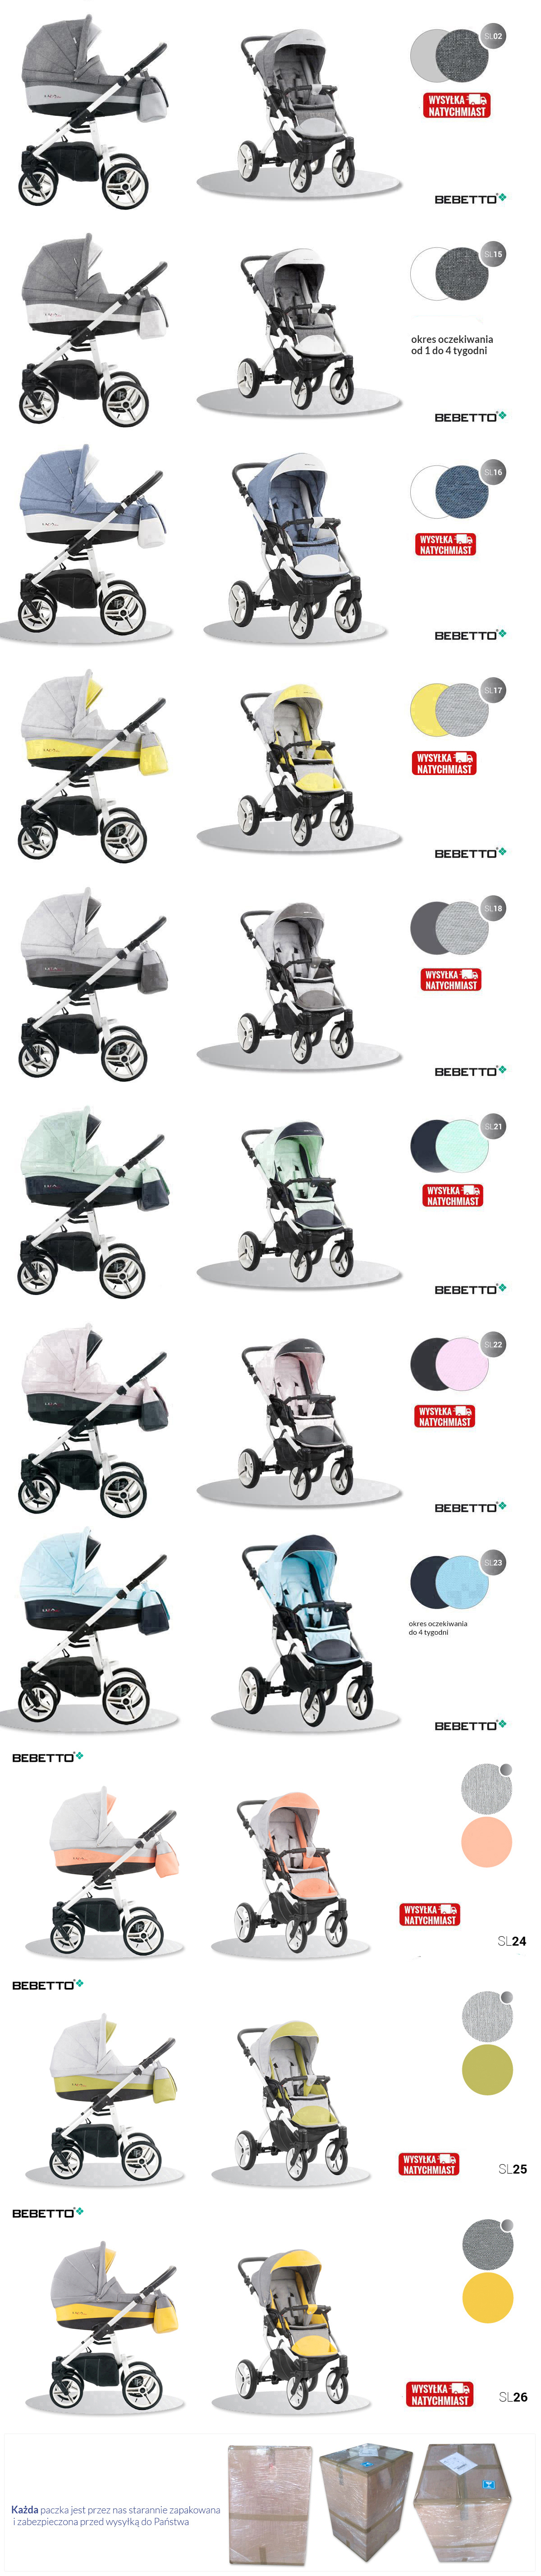 SL02
WYSYŁKA
NATYCHMIAST
BEBETTO
SL15
okres oczekiwania
od 1 do 4 tygodni
BEBETTO
SL16
WYSYŁKA
NATYCHMIAST
BEBETTO
SL17
WYSYŁKA
NATYCHMIAST
BEBETTO
SL18
WYSYŁKA
NATYCHMIAST
BEBETTO
SL21
WYSYŁKA
NATYCHMIAST
BEBETTO
SL22
WYSYŁKA
NATYCHMIAST
BEBETTO
SL23
okres oczekiwania
do 4 tygodni
BEBETTO
BEBETTO
WYSYŁKA
NATYCHMIAST
SL24
BEBETTO
WYSYŁKA
NATYCHMIAST
SL25
BEBETTO
WYSYŁKA
NATYCHMIAST
SL26
Każda paczka jest przez nas starannie zapakowana
i zabezpieczona przed wysyłką do Państwa